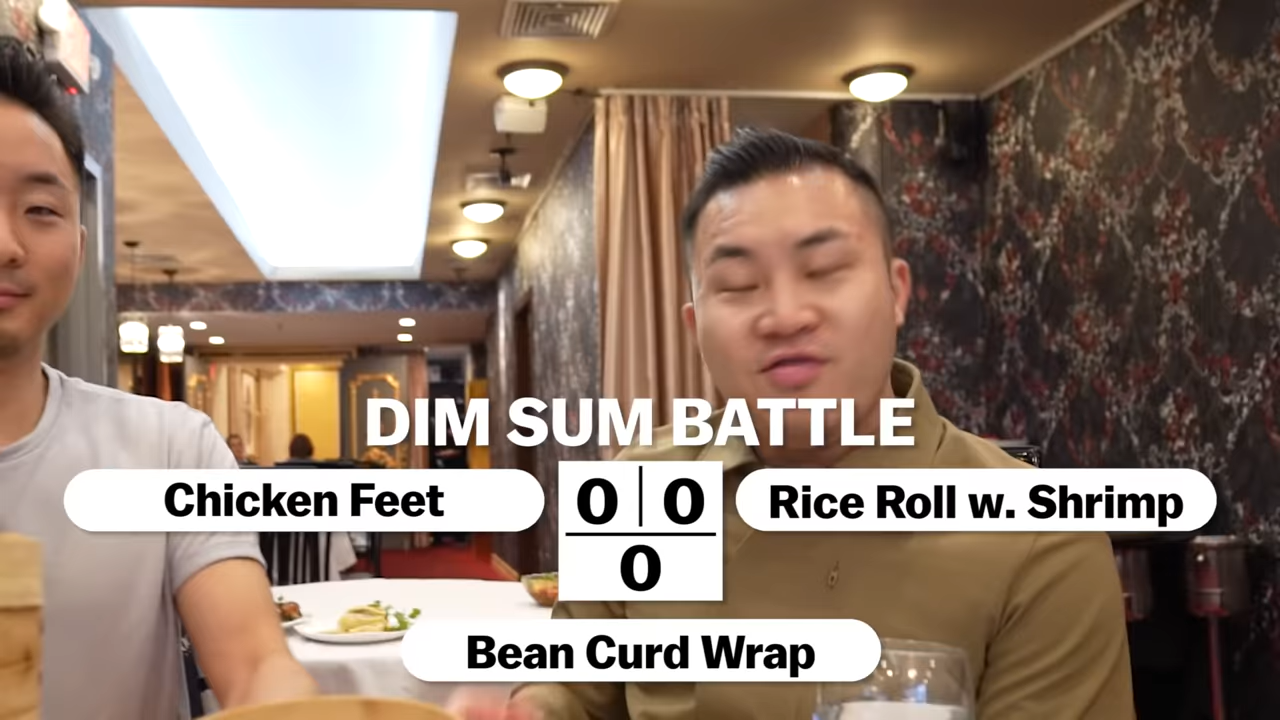 DIM SUM BATTLE
Chicken Feet
0 | 0
Rice Roll w. Shrimp
0
Bean Curd Wrap